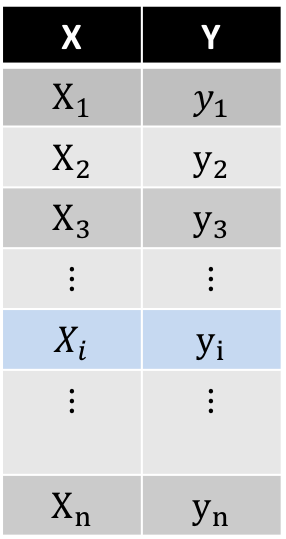 X Y
X₁ y₁
X₂ y₂
X₃ y₃
⋮ ⋮
Xᵢ yᵢ
⋮ ⋮
Xₙ yₙ